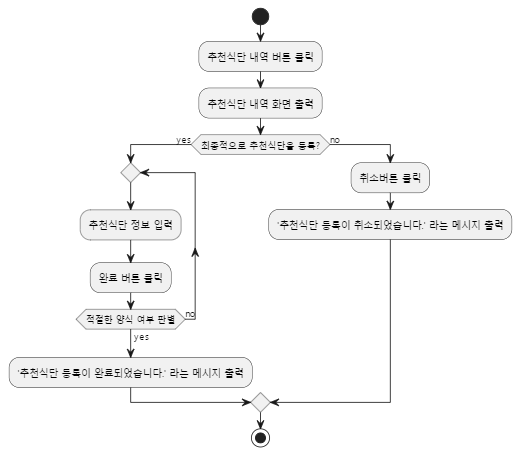 추천식단 내역 버튼 클릭
추천식단 내역 화면 출력
yes
최종적으로 추천식단을 등록?
no
취소버튼 클릭
'추천식단 등록이 취소되었습니다.' 라는 메시지 출력
추천식단 정보 입력
완료 버튼 클릭
적절한 양식 여부 판별
no
yes
'추천식단 등록이 완료되었습니다.' 라는 메시지 출력